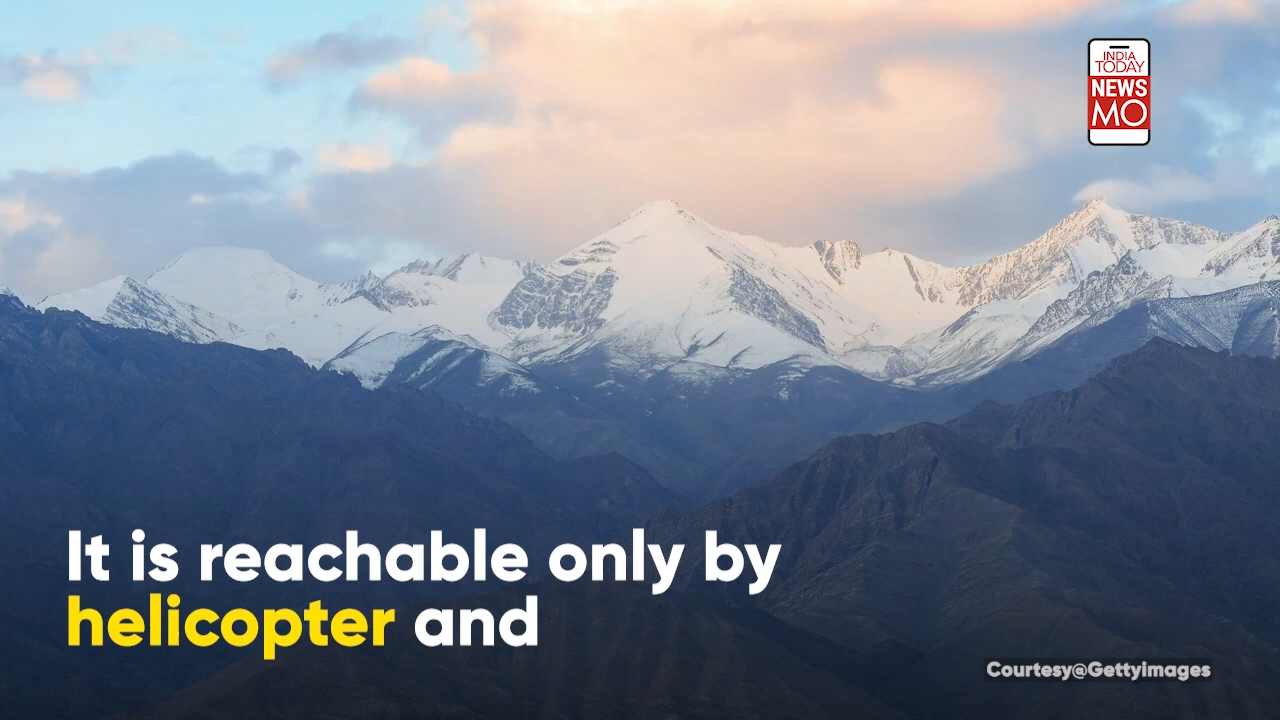 INDIA
TODAY
NEWS
MO
It is reachable only by
helicopter and
Courtesy@Gettyimages